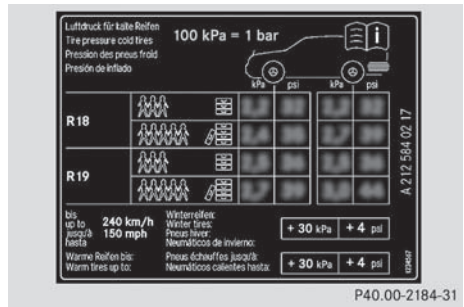 Luftdruck für kalte Reifen
Tire pressure cold tires
Pression des pneus froid
Presión de inflado
100 kPa = 1 bar
i
kPa psi kPa psi
R18
R19
A 212 584 02 17
bis
up to
jusqu'à
hasta
240 km/h
150 mph
Winterreifen:
Winter tires:
Pneus hiver:
Neumáticos de invierno:
+ 30 kPa + 4 psi
Warme Reifen bis:
Warm tires up to:
Pneus échauffés jusqu'à:
Neumáticos calientes hasta:
+ 30 kPa + 4 psi
1234567
P40.00-2184-31